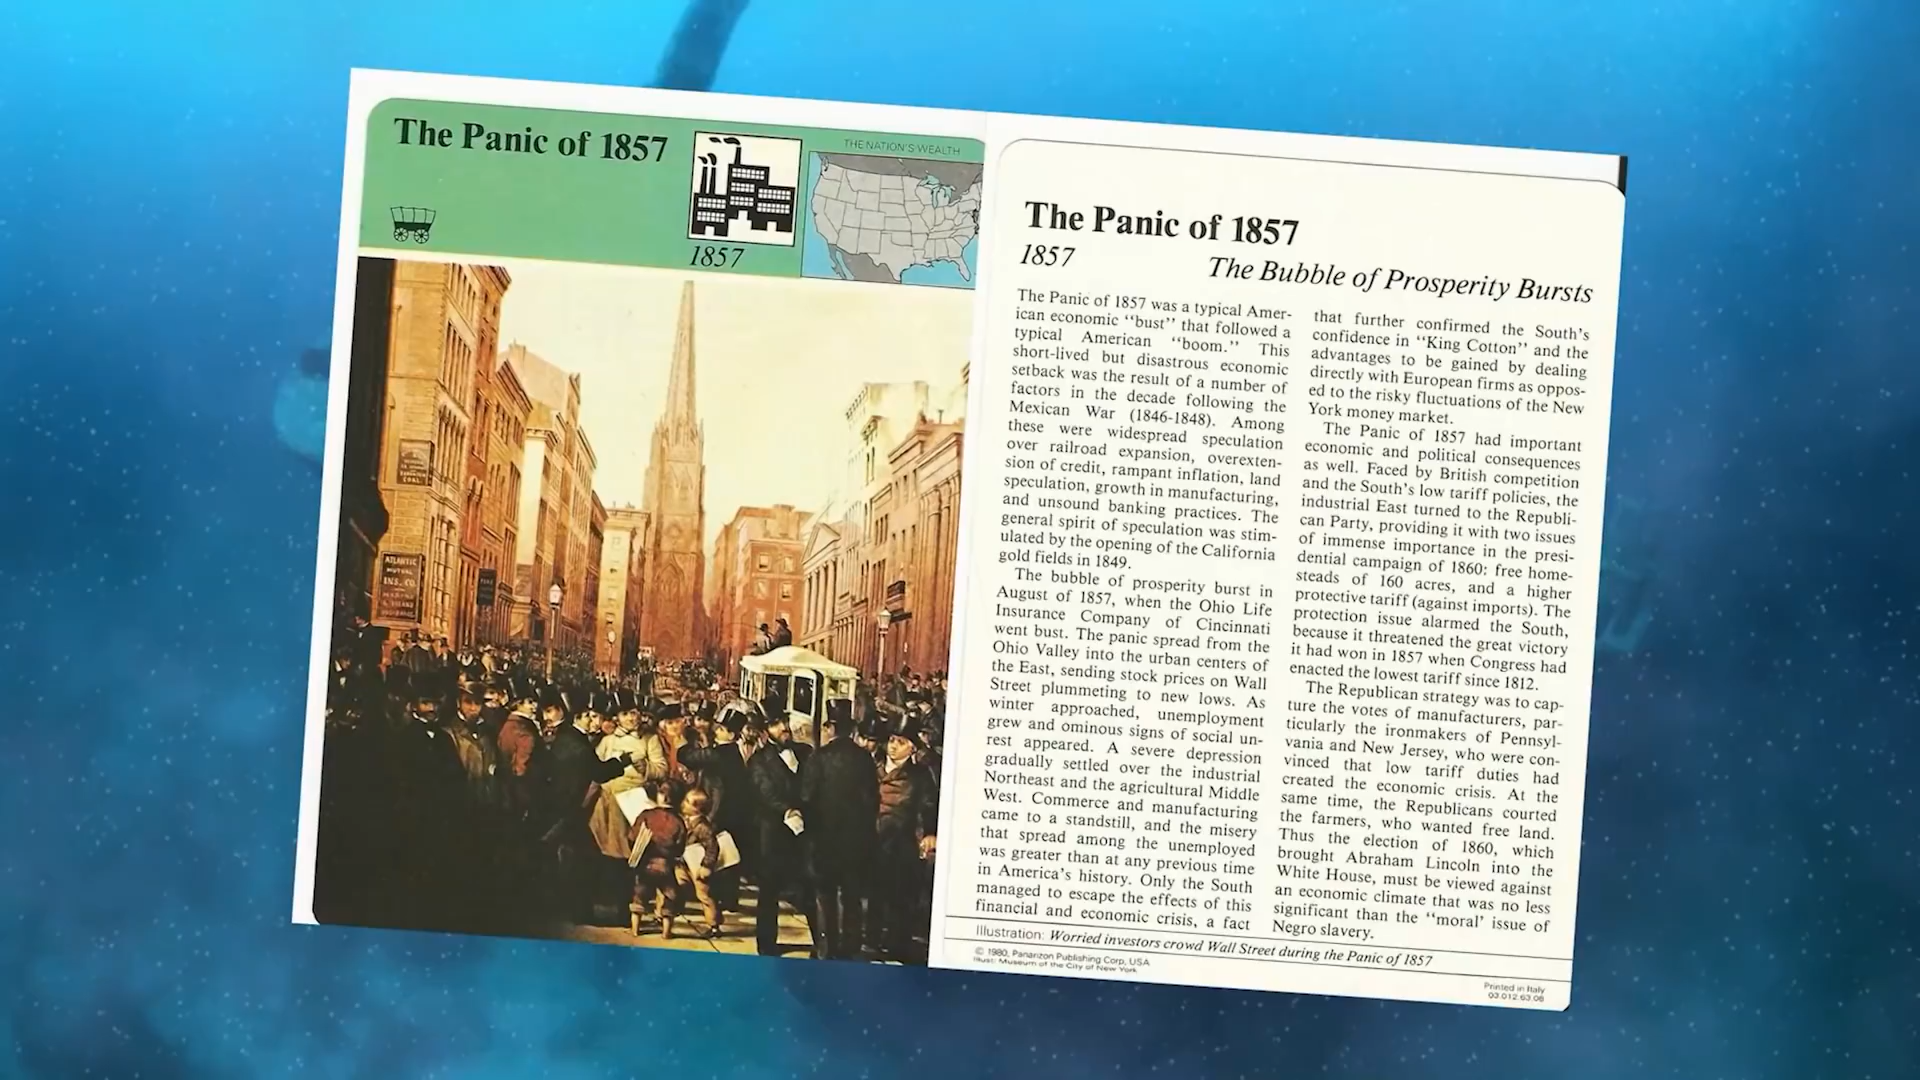 The Panic of 1857
THE NATION'S WEALTH
1857
ATLANTIC
MUTUAL
INS. CO.
The Panic of 1857
1857
The Bubble of Prosperity Bursts
The Panic of 1857 was a typical Amer-
ican economic ‘‘bust’’ that followed a
typical American ‘‘boom.’’ This
short-lived but disastrous economic
setback was the result of a number of
factors in the decade following the
Mexican War (1846-1848). Among
these were widespread speculation
over railroad expansion, overexten-
sion of credit, rampant inflation, land
speculation, growth in manufacturing,
and unsound banking practices. The
general spirit of speculation was stim-
ulated by the opening of the California
gold fields in 1849.
The bubble of prosperity burst in
August of 1857, when the Ohio Life
Insurance Company of Cincinnati
went bust. The panic spread from the
Ohio Valley into the urban centers of
the East, sending stock prices on Wall
Street plummeting to new lows. As
winter approached, unemployment
grew and ominous signs of social un-
rest appeared. A severe depression
gradually settled over the industrial
Northeast and the agricultural Middle
West. Commerce and manufacturing
came to a standstill, and the misery
that spread among the unemployed
was greater than at any previous time
in America's history. Only the South
managed to escape the effects of this
financial and economic crisis, a fact
that further confirmed the South's
confidence in ‘‘King Cotton’’ and the
advantages to be gained by dealing
directly with European firms as oppos-
ed to the risky fluctuations of the New
York money market.
The Panic of 1857 had important
economic and political consequences
as well. Faced by British competition
and the South's low tariff policies, the
industrial East turned to the Republi-
can Party, providing it with two issues
of immense importance in the presi-
dential campaign of 1860: free home-
steads of 160 acres, and a higher
protective tariff (against imports). The
protection issue alarmed the South,
because it threatened the great victory
it had won in 1857 when Congress had
enacted the lowest tariff since 1812.
The Republican strategy was to cap-
ture the votes of manufacturers, par-
ticularly the ironmakers of Pennsyl-
vania and New Jersey, who were con-
vinced that low tariff duties had
created the economic crisis. At the
same time, the Republicans courted
the farmers, who wanted free land.
Thus the election of 1860, which
brought Abraham Lincoln into the
White House, must be viewed against
an economic climate that was no less
significant than the ‘‘moral’ issue of
Negro slavery.
Illustration: Worried investors crowd Wall Street during the Panic of 1857
© 1980, Panarizon Publishing Corp, USA
Illust: Museum of the City of New York
Printed in Italy
03.012.63.08